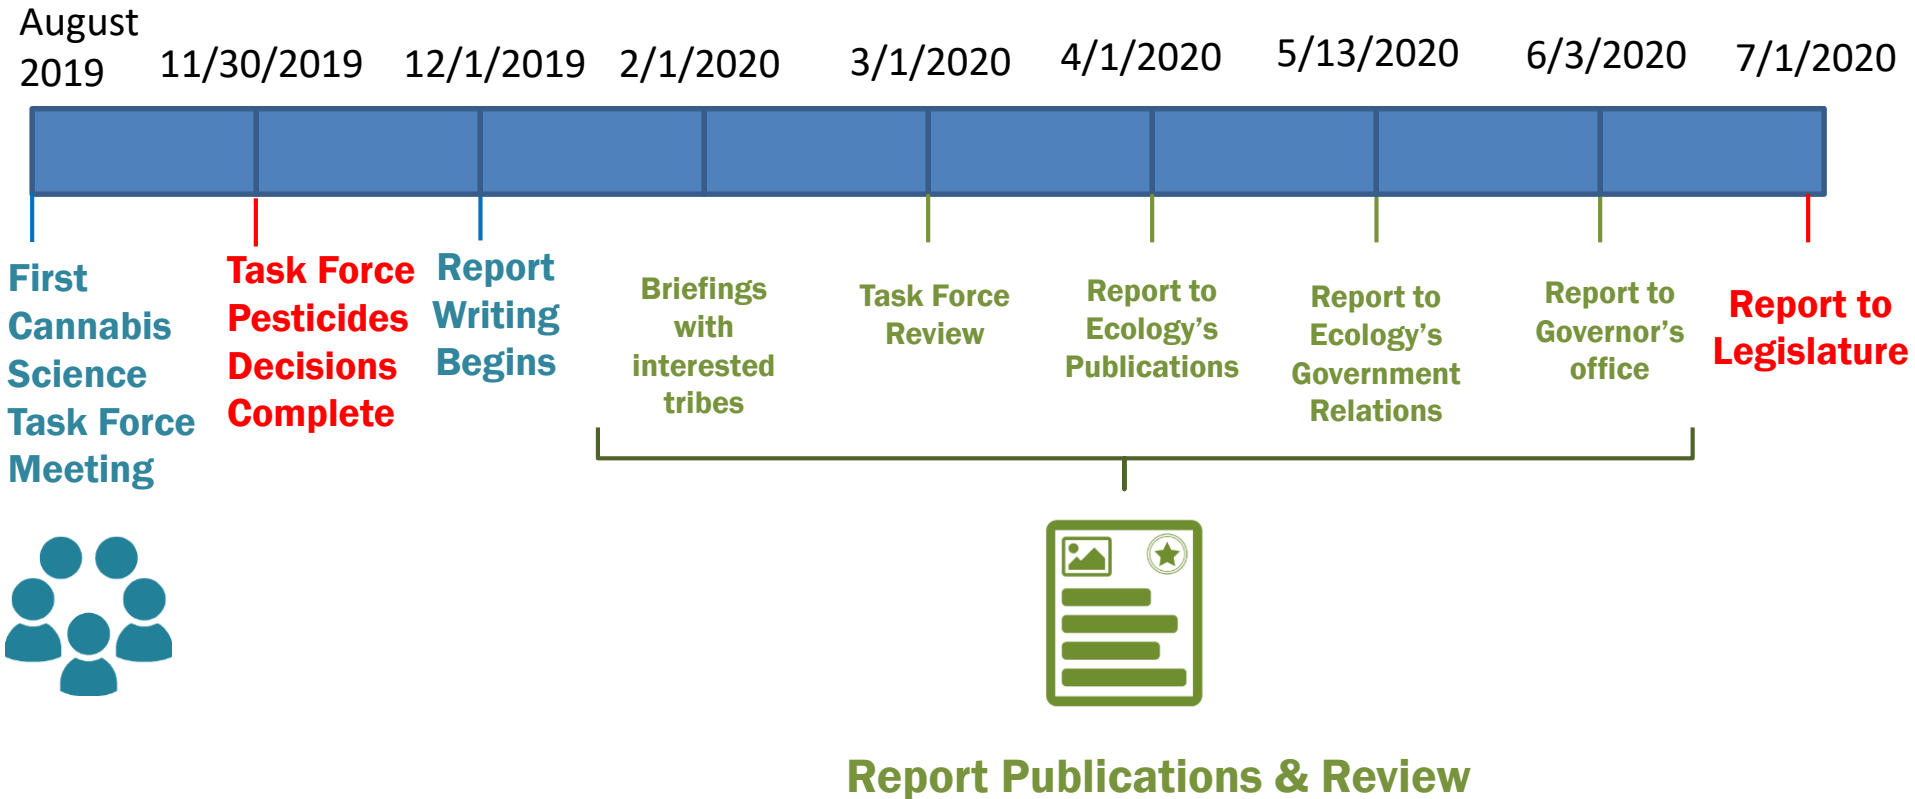 August
2019
11/30/2019
12/1/2019
2/1/2020
3/1/2020
4/1/2020
5/13/2020
6/3/2020
7/1/2020
First
Cannabis
Science
Task Force
Meeting
Task Force
Pesticides
Decisions
Complete
Report
Writing
Begins
Briefings
with
interested
tribes
Task Force
Review
Report to
Ecology’s
Publications
Report to
Ecology’s
Government
Relations
Report to
Governor’s
office
Report to
Legislature
Report Publications & Review